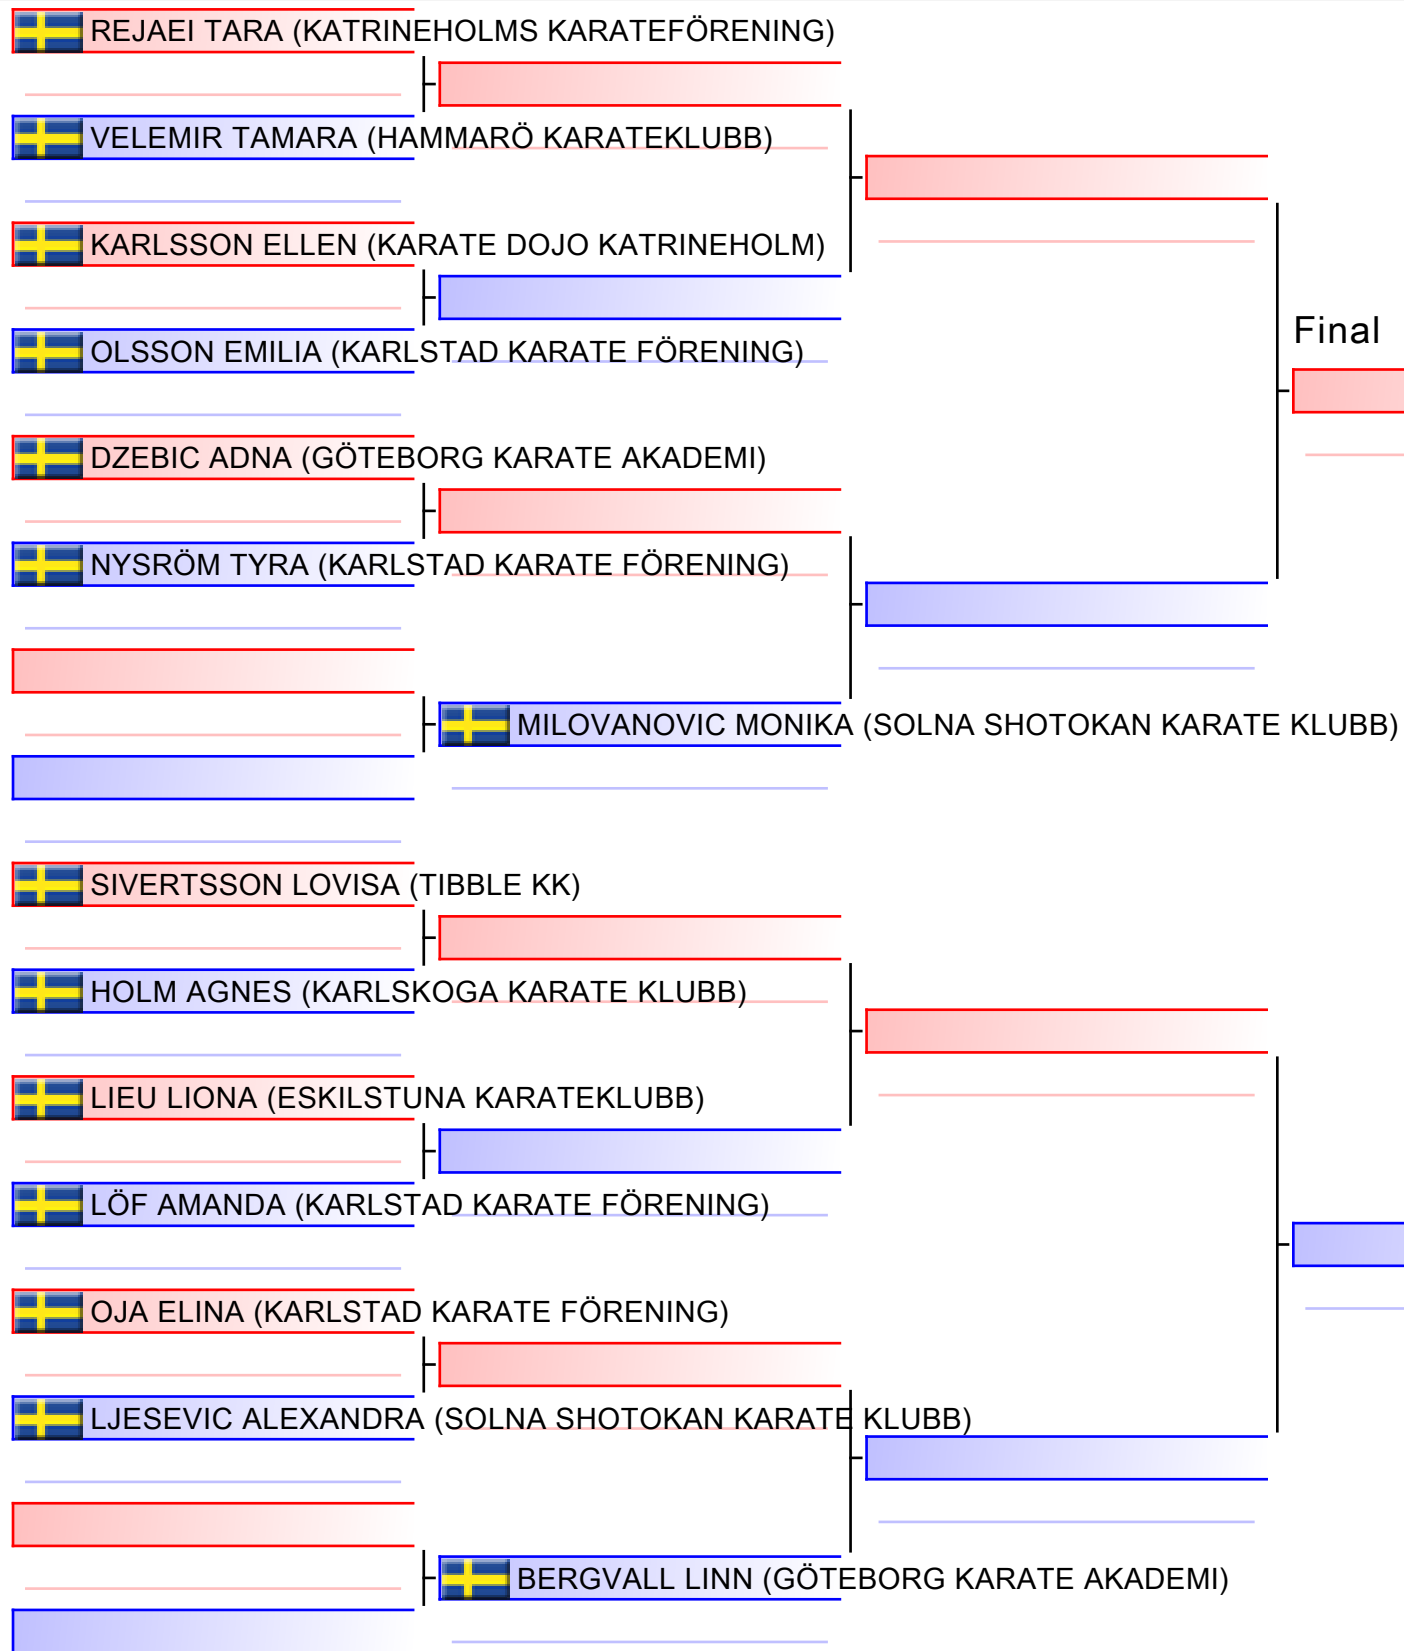 REJAEI TARA (KATRINEHOLMS KARATEFÖRENING)
VELEMIR TAMARA (HAMMARÖ KARATEKLUBB)
KARLSSON ELLEN (KARATE DOJO KATRINEHOLM)
Final
OLSSON EMILIA (KARLSTAD KARATE FÖRENING)
DZEBIC ADNA (GÖTEBORG KARATE AKADEMI)
NYSRÖM TYRA (KARLSTAD KARATE FÖRENING)
MILOVANOVIC MONIKA (SOLNA SHOTOKAN KARATE KLUBB)
SIVERTSSON LOVISA (TIBBLE KK)
HOLM AGNES (KARLSKOGA KARATE KLUBB)
LIEU LIONA (ESKILSTUNA KARATEKLUBB)
LÖF AMANDA (KARLSTAD KARATE FÖRENING)
OJA ELINA (KARLSTAD KARATE FÖRENING)
LJESEVIC ALEXANDRA (SOLNA SHOTOKAN KARATE KLUBB)
BERGVALL LINN (GÖTEBORG KARATE AKADEMI)